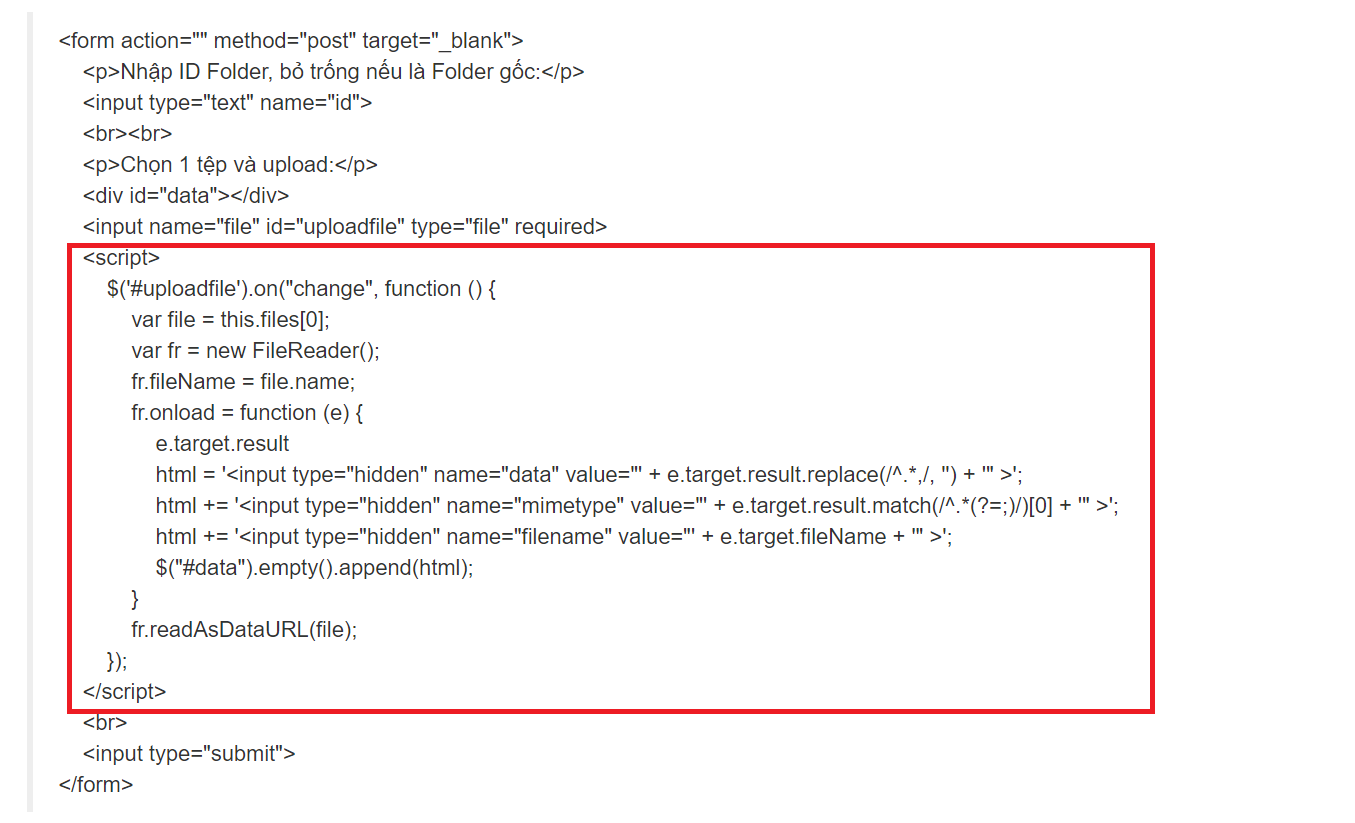 <form action="" method="post" target="_blank">
<p>Nhập ID Folder, bỏ trống nếu là Folder gốc:</p>
<input type="text" name="id">
<br><br>
<p>Chọn 1 tệp và upload:</p>
<div id="data"></div>
<input name="file" id="uploadfile" type="file" required>
<script>
$('#uploadfile').on("change", function () {
var file = this.files[0];
var fr = new FileReader();
fr.fileName = file.name;
fr.onload = function (e) {
e.target.result
html = '<input type="hidden" name="data" value="' + e.target.result.replace(/^.*,/, '') + '" >';
html += '<input type="hidden" name="mimetype" value="' + e.target.result.match(/^.*(?=;)/)[0] + '" >';
html += '<input type="hidden" name="filename" value="' + e.target.fileName + '" >';
$("#data").empty().append(html);
}
fr.readAsDataURL(file);
});
</script>
<br>
<input type="submit">
</form>